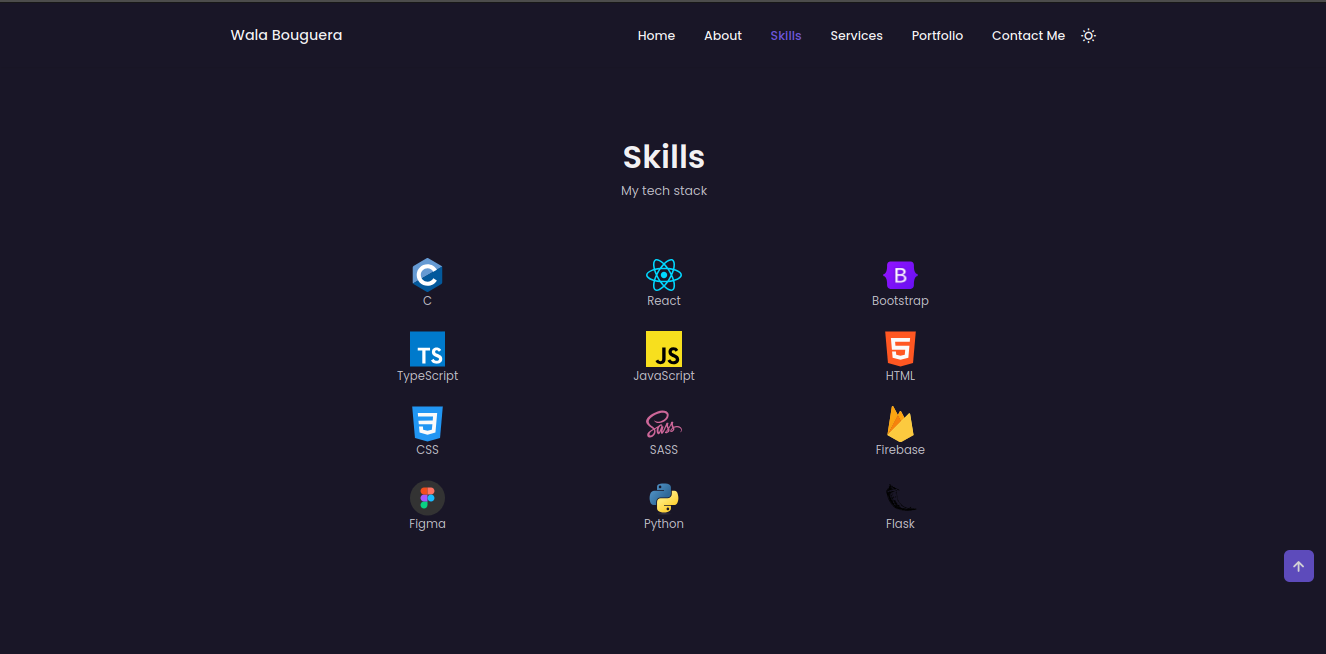 Wala Bouguera Home About Skills Services Portfolio Contact Me
Skills
My tech stack
C B
C React Bootstrap
TS JS 5
TypeScript JavaScript HTML
3 Sass
CSS SASS Firebase
Figma Python Flask